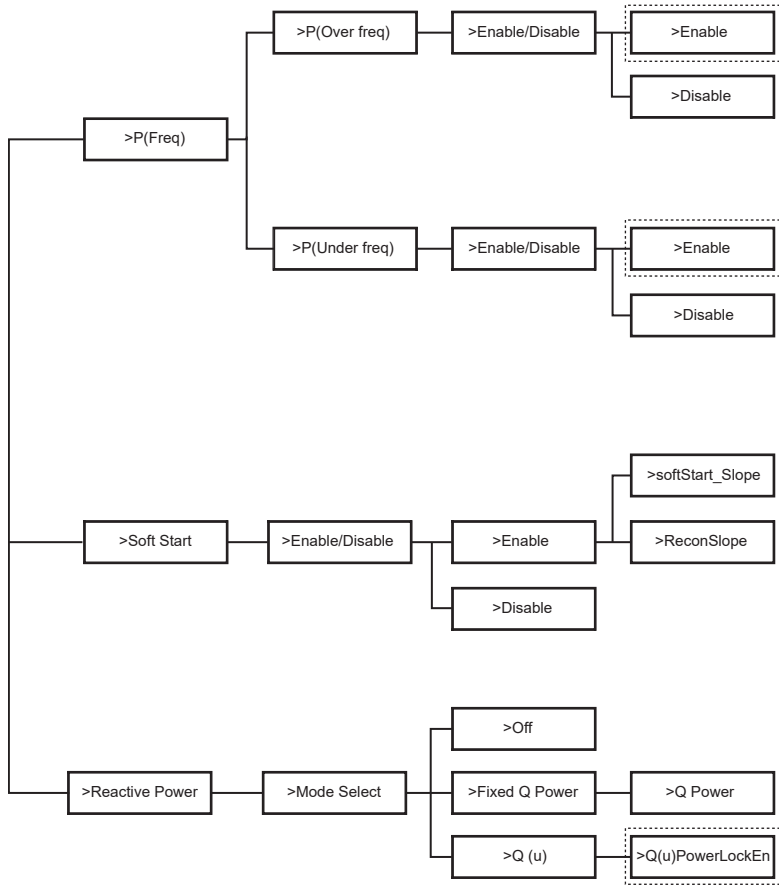 >P(Over freq)
>Enable/Disable
>Enable
>Disable
>P(Freq)
>P(Under freq)
>Enable/Disable
>Enable
>Disable
>softStart_Slope
>Soft Start
>Enable/Disable
>Enable
>ReconSlope
>Disable
>Off
>Reactive Power
>Mode Select
>Fixed Q Power
>Q Power
>Q (u)
>Q(u)PowerLockEn